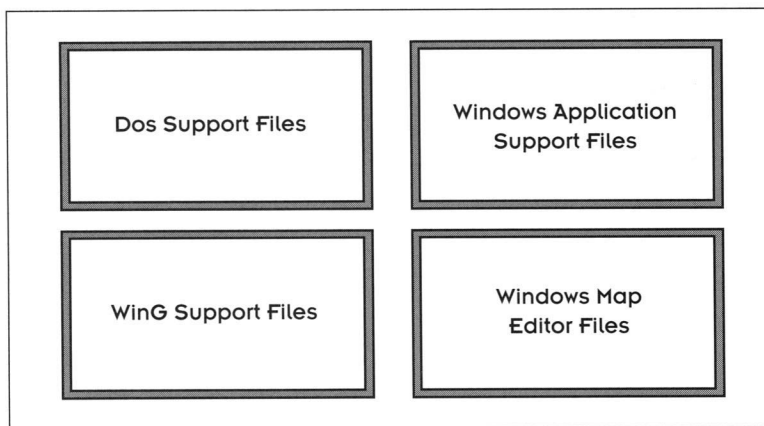 Dos Support Files
Windows Application
Support Files
WinG Support Files
Windows Map
Editor Files